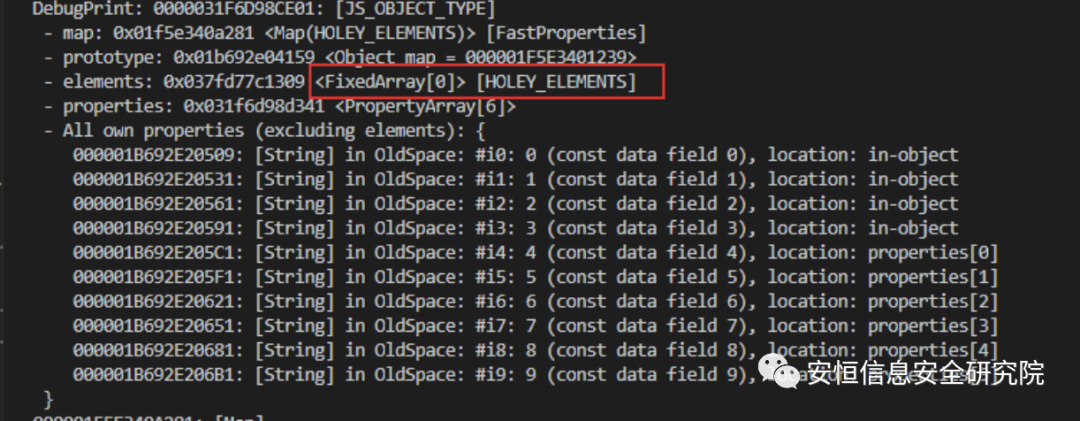 DebugPrint: 0000031F6D98CE01: [JS_OBJECT_TYPE]
- map: 0x01f5e340a281 <Map(HOLEY_ELEMENTS)> [FastProperties]
- prototype: 0x01b692e04159 <Object map = 000001F5E3401239>
- elements: 0x037fd77c1309 <FixedArray[0]> [HOLEY_ELEMENTS]
- properties: 0x031f6d98d341 <PropertyArray[6]>
- All own properties (excluding elements): {
000001B692E20509: [String] in OldSpace: #i0: 0 (const data field 0), location: in-object
000001B692E20531: [String] in OldSpace: #i1: 1 (const data field 1), location: in-object
000001B692E20561: [String] in OldSpace: #i2: 2 (const data field 2), location: in-object
000001B692E20591: [String] in OldSpace: #i3: 3 (const data field 3), location: in-object
000001B692E205C1: [String] in OldSpace: #i4: 4 (const data field 4), location: properties[0]
000001B692E205F1: [String] in OldSpace: #i5: 5 (const data field 5), location: properties[1]
000001B692E20621: [String] in OldSpace: #i6: 6 (const data field 6), location: properties[2]
000001B692E20651: [String] in OldSpace: #i7: 7 (const data field 7), location: properties[3]
000001B692E20681: [String] in OldSpace: #i8: 8 (const data field 8), location: properties[4]
000001B692E206B1: [String] in OldSpace: #i9: 9 (const data field 9),
安恒信息安全研究院
}